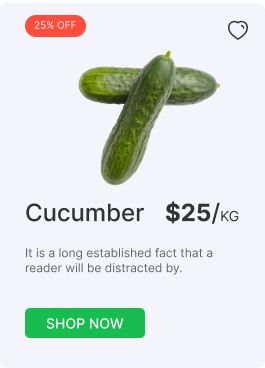 25% OFF
Cucumber $25/KG
It is a long established fact that a
reader will be distracted by.
SHOP NOW